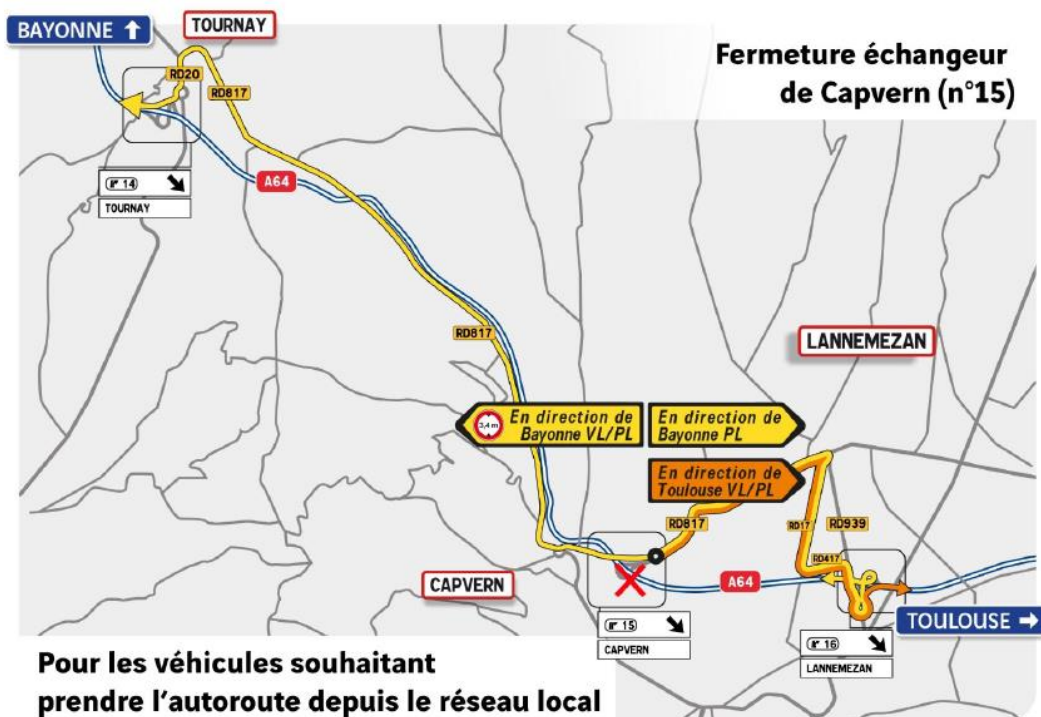 BAYONNE ↑
TOURNAY
Fermeture échangeur
de Capvern (n°15)
RD20
RD817
A64
n° 14
TOURNAY
RD817
LANNEMEZAN
3,4 m
En direction de
Bayonne VL/PL
En direction de
Bayonne PL
En direction de
Toulouse VL/PL
RD817
RD17
RD939
RD417
CAPVERN
A64
n° 15
CAPVERN
TOULOUSE →
n° 16
LANNEMEZAN
Pour les véhicules souhaitant
prendre l'autoroute depuis le réseau local